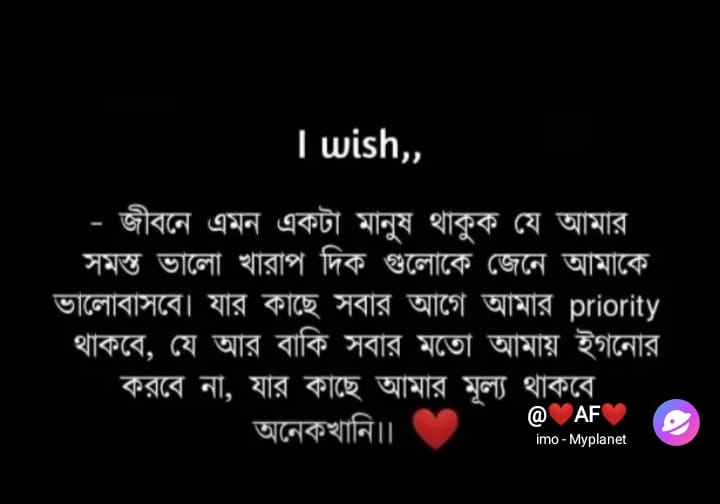 I wish,,
- জীবনে এমন একটা মানুষ থাকুক যে আমার
সমস্ত ভালো খারাপ দিক গুলোকে জেনে আমাকে
ভালোবাসবে। যার কাছে সবার আগে আমার priority
থাকবে, যে আর বাকি সবার মতো আমায় ইগনোর
করবে না, যার কাছে আমার মূল্য থাকবে
অনেকখানি।। ❤️
@❤️AF❤️
imo - Myplanet